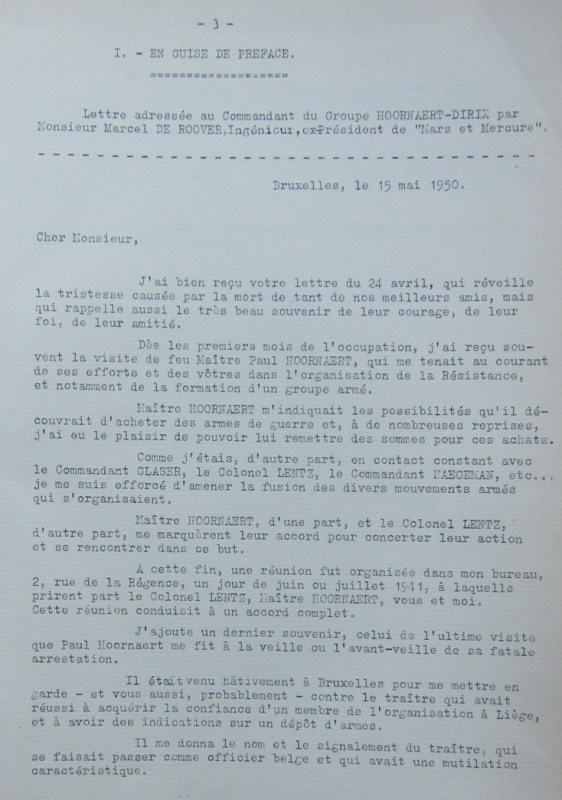 - 3 -
I. - EN GUISE DE PREFACE.
===================
Lettre adressée au Commandant du Groupe HOORNAERT-DIRIX par
Monsieur Marcel DE ROOVER,Ingénieur,ex-Président de "Mars et Mercure".
- - - - - - - - - - - - - - - - - - - - - - - - - - - - - - - - - -
Bruxelles, le 15 mai 1950.
Cher Monsieur,
J'ai bien reçu votre lettre du 24 avril, qui réveille
la tristesse causée par la mort de tant de nos meilleurs amis, mais
qui rappelle aussi le très beau souvenir de leur courage, de leur
foi, de leur amitié.
Dès les premiers mois de l'occupation, j'ai reçu sou-
vent la visite de feu Maître Paul HOORNAERT, qui me tenait au courant
de ses efforts et des vôtres dans l'organisation de la Résistance,
et notamment de la formation d'un groupe armé.
Maître HOORNAERT m'indiquait les possibilités qu'il dé-
couvrait d'acheter des armes de guerre et, à de nombreuses reprises,
j'ai eu le plaisir de pouvoir lui remettre des sommes pour ces achats.
Comme j'étais, d'autre part, en contact constant avec
le Commandant GLASER, le Colonel LENTZ, le Commandant etc...
je me suis efforcé d'amener la fusion des divers mouvements armés
qui s'organisaient.
Maître HOORNAERT, d'une part, et le Colonel LENTZ,
d'autre part, me marquèrent leur accord pour concerter leur action
et se rencontrer dans ce but.
A cette fin, une réunion fut organisée dans mon bureau,
2, rue de la Régence, un jour de juin ou juillet 1941, à laquelle
prirent part le Colonel LENTZ, Maître HOORNAERT, vous et moi.
Cette réunion conduisit à un accord complet.
J'ajoute un dernier souvenir, celui de l'ultime visite
que Paul Hoornaert me fit à la veille ou l'avant-veille de sa fatale
arrestation.
Il était venu hâtivement à Bruxelles pour me mettre en
garde - et vous aussi, probablement - contre le traître qui avait
réussi à acquérir la confiance d'un membre de l'organisation à Liège,
et à avoir des indications sur un dépôt d'armes.
Il me donna le nom et le signalement du traître, qui
se faisait passer comme officier belge et qui avait une mutilation
caractéristique.